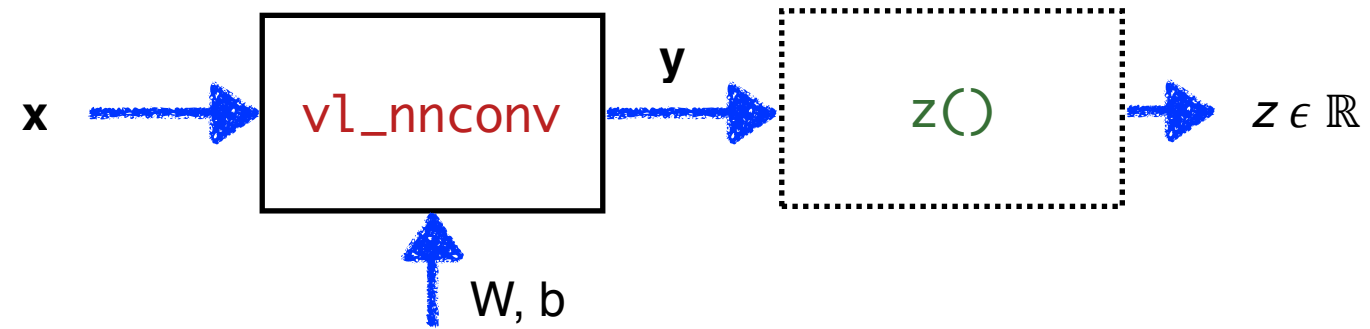 y
x vl_nnconv z() z ϵ ℝ
W, b